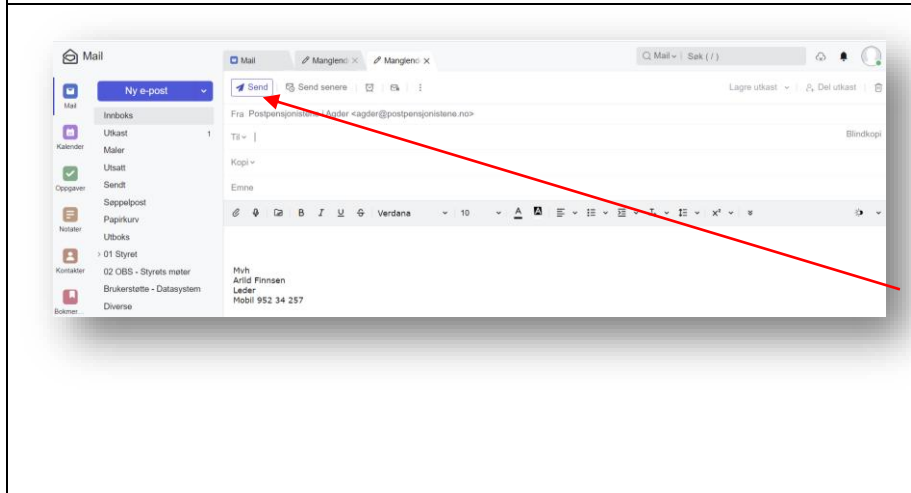 Mail
Mail
Manglend
Manglend
Mail
Søk ( / )
Mail
Ny e-post
Send
Send senere
Lagre utkast
Del utkast
Innboks
Fra Postpensjonistene i Agder <agder@postpensjonistene.no>
Utkast 1
Til
Blindkopi
Kalender
Maler
Kopi
Utsatt
Oppgaver
Sendt
Emne
Søppelpost
B I U Verdana 10 A A
Papirkurv
Notater
Utboks
01 Styret
Kontakter
02 OBS - Styrets møter
Mvh
Arild Finnsen
Leder
Mobil 952 34 257
Brukerstøtte - Datasystem
Diverse
Bokmer...